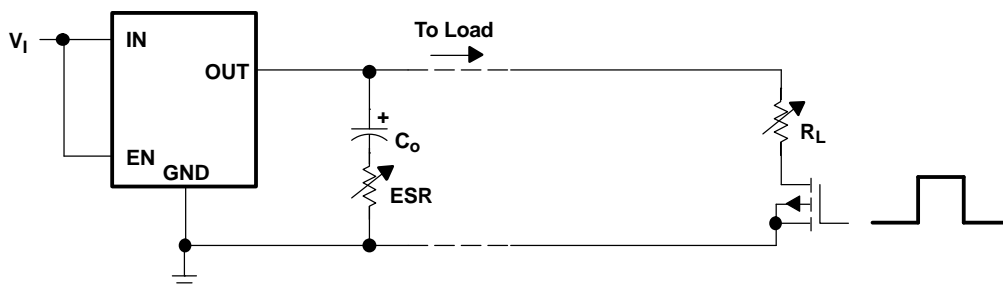 To Load
V_I
IN
OUT
+
C_o
R_L
EN
GND
ESR